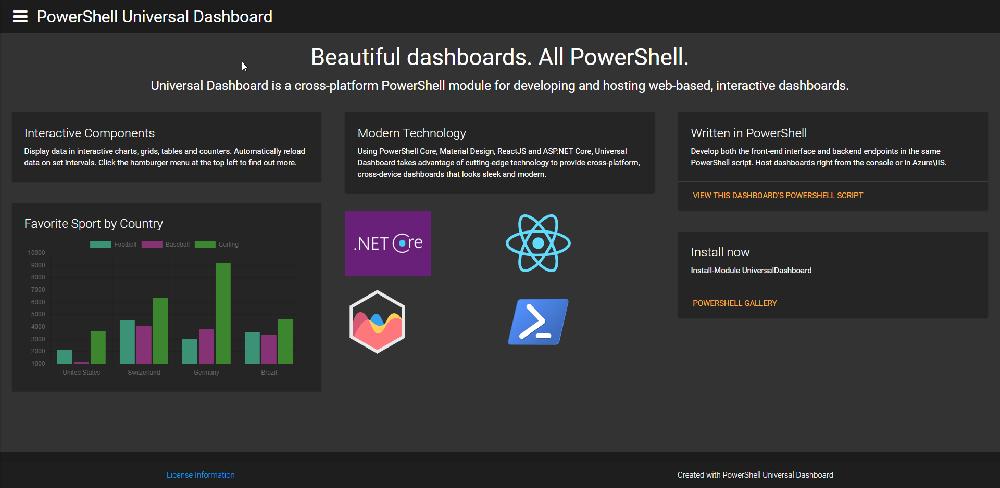 PowerShell Universal Dashboard
Beautiful dashboards. All PowerShell.
Universal Dashboard is a cross-platform PowerShell module for developing and hosting web-based, interactive dashboards.
Interactive Components
Display data in interactive charts, grids, tables and counters. Automatically reload
data on set intervals. Click the hamburger menu at the top left to find out more.
Favorite Sport by Country
Football Baseball Curling
10000
9000
8000
7000
6000
5000
4000
3000
2000
1000
United States Switzerland Germany Brazil
Modern Technology
Using PowerShell Core, Material Design, ReactJS and ASP.NET Core, Universal
Dashboard takes advantage of cutting-edge technology to provide cross-platform,
cross-device dashboards that looks sleek and modern.
.NET Core
Written in PowerShell
Develop both the front-end interface and backend endpoints in the same
PowerShell script. Host dashboards right from the console or in Azure\IIS.
VIEW THIS DASHBOARD'S POWERSHELL SCRIPT
Install now
Install-Module UniversalDashboard
POWERSHELL GALLERY
License Information
Created with PowerShell Universal Dashboard